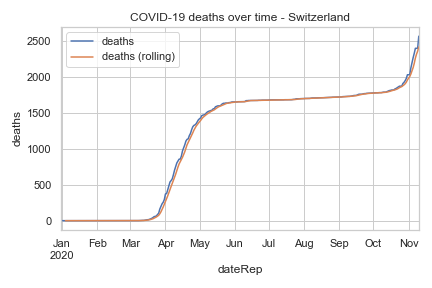 COVID-19 deaths over time - Switzerland
deaths
deaths (rolling)
2500
2000
1500
1000
500
0
deaths
Jan Feb Mar Apr May Jun Jul Aug Sep Oct Nov
2020
dateRep